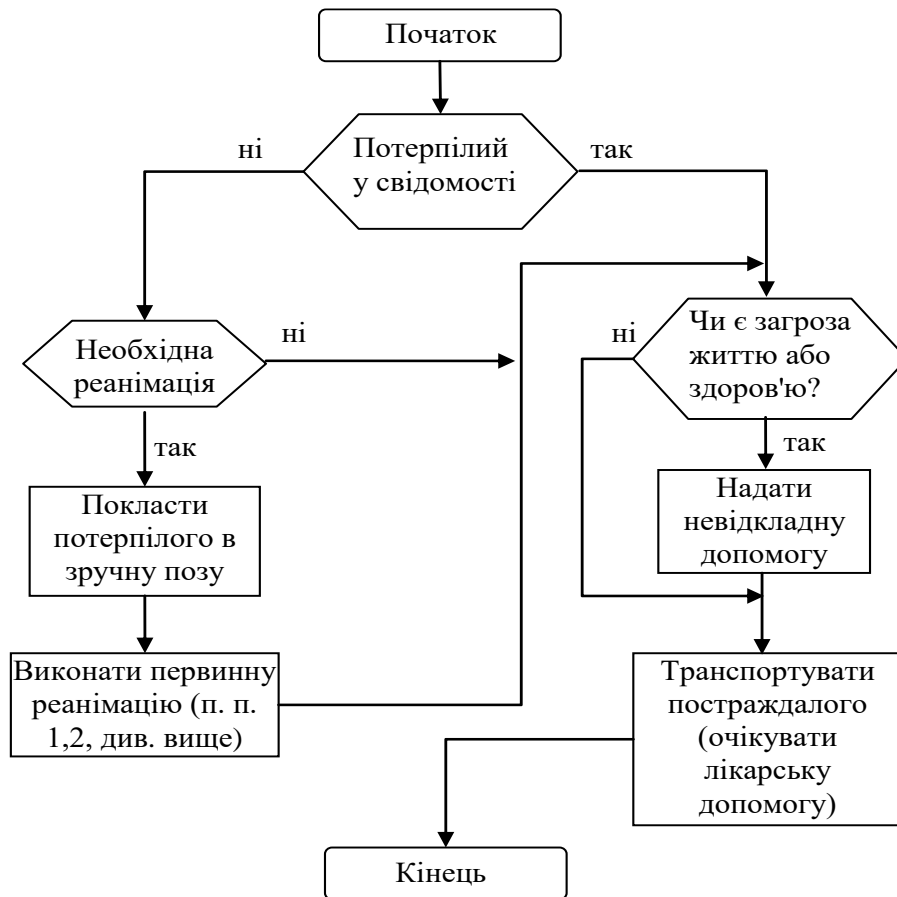 Початок
ні
Потерпілий
у свідомості
так
Необхідна
реанімація
ні
ні
Чи є загроза
життю або
здоров'ю?
так
Покласти
потерпілого в
зручну позу
так
Надати
невідкладну
допомогу
Виконати первинну
реанімацію (п. п.
1,2, див. вище)
Транспортувати
постраждалого
(очікувати
лікарську
допомогу)
Кінець